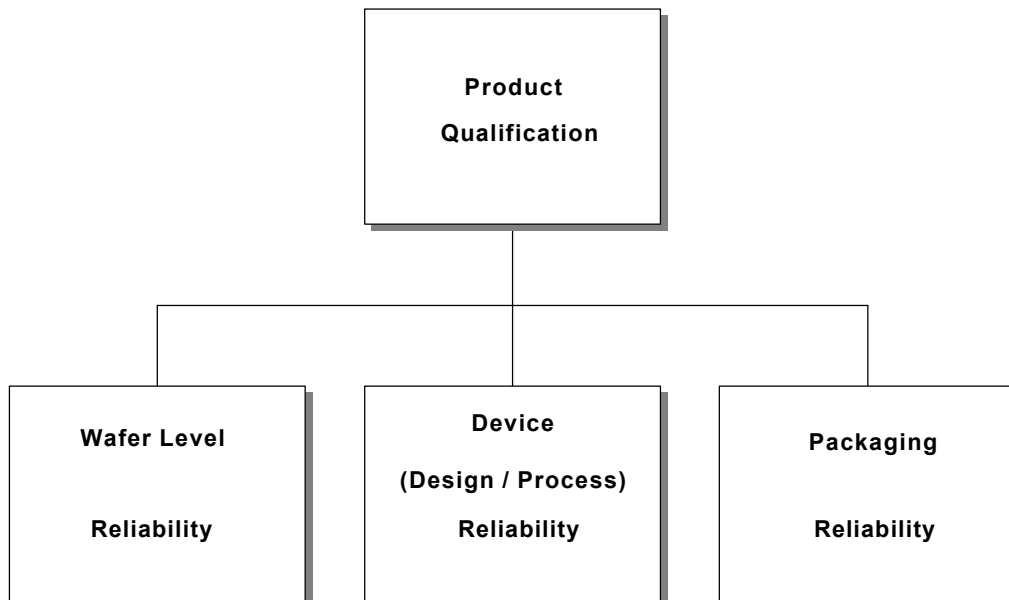 Product
Qualification
Wafer Level
Reliability
Device
(Design / Process)
Reliability
Packaging
Reliability